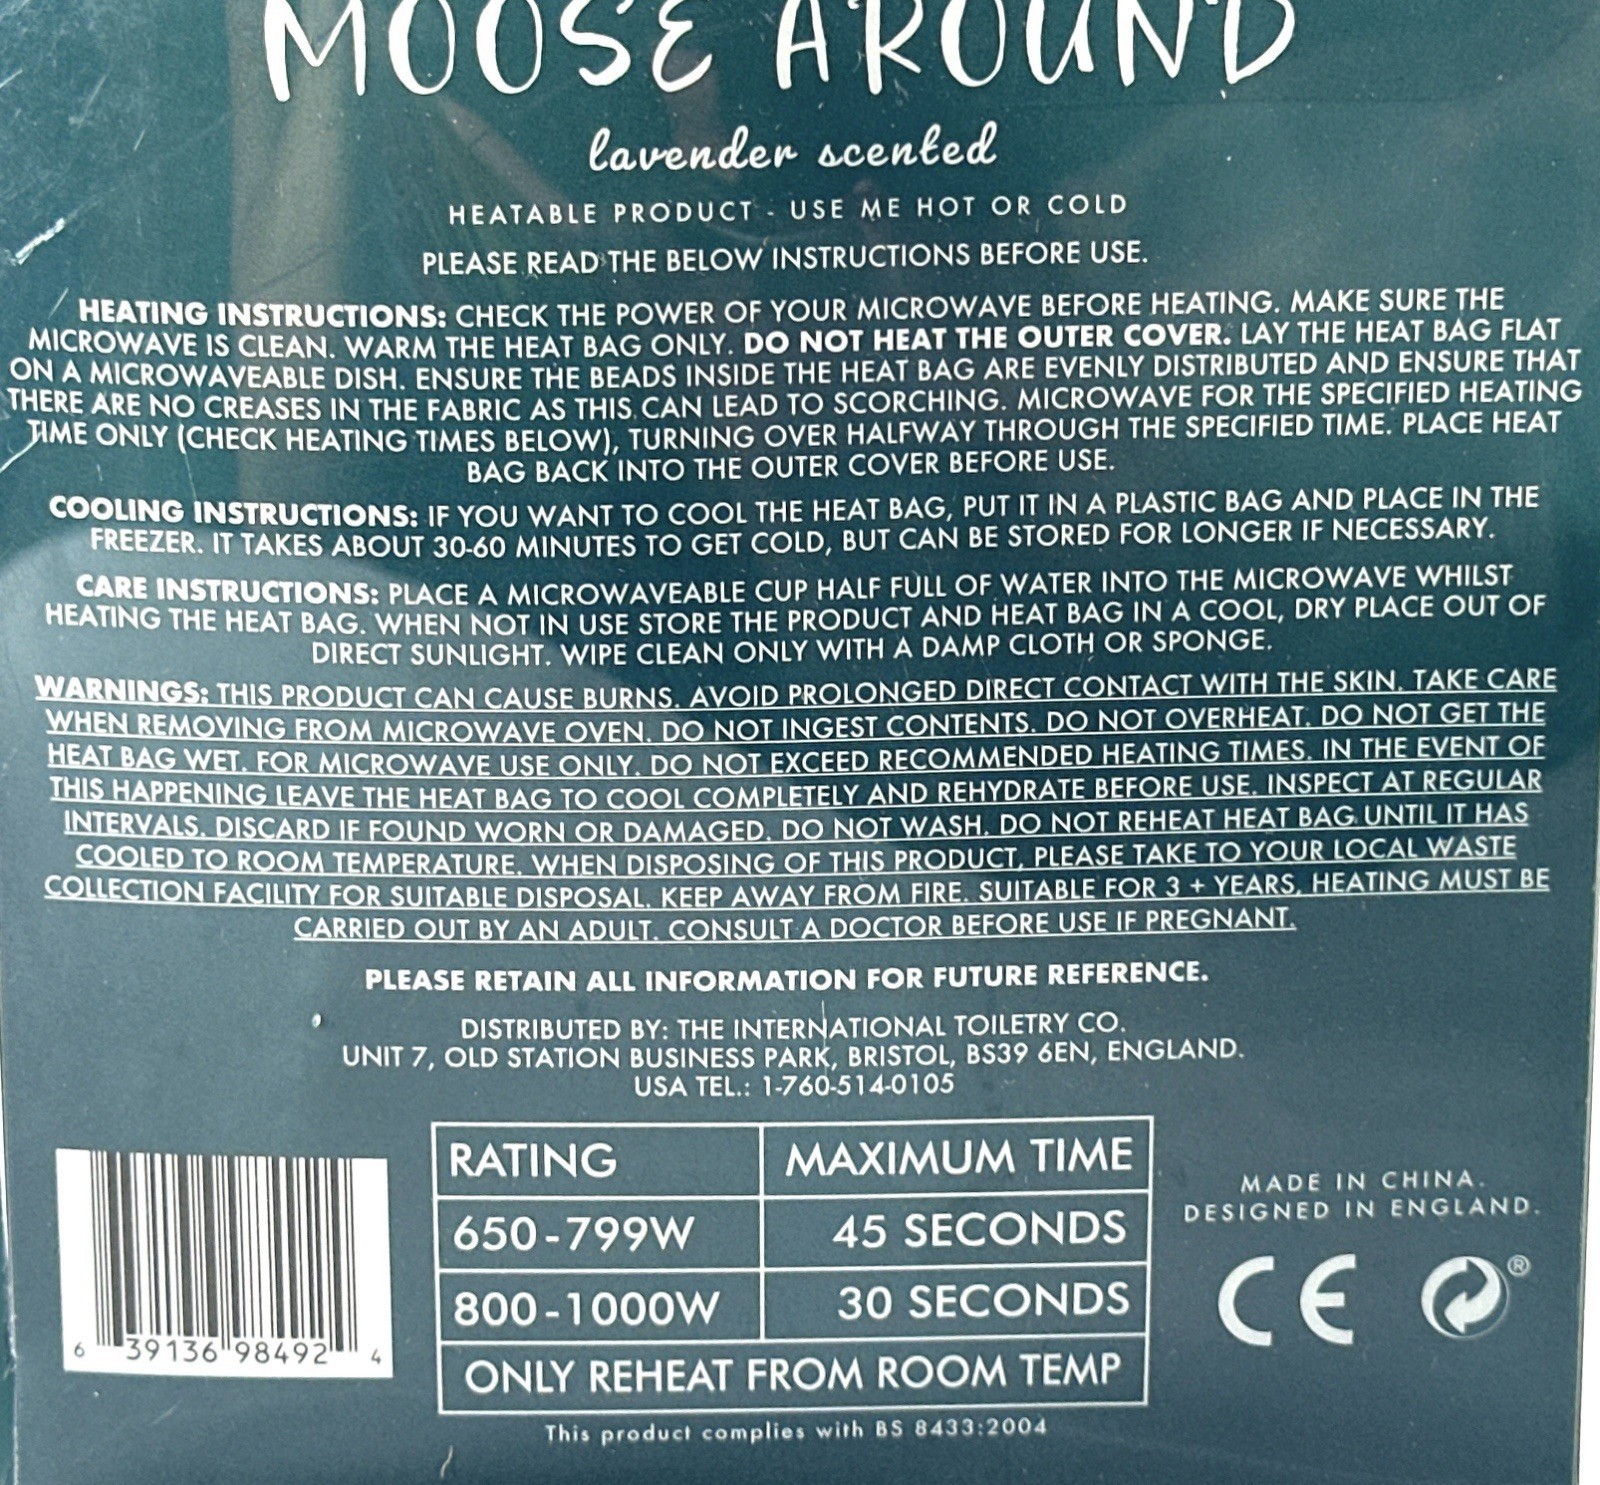 MOOSE AROUND
lavender scented
HEATABLE PRODUCT - USE ME HOT OR COLD
PLEASE READ THE BELOW INSTRUCTIONS BEFORE USE.
HEATING INSTRUCTIONS: CHECK THE POWER OF YOUR MICROWAVE BEFORE HEATING. MAKE SURE THE
MICROWAVE IS CLEAN. WARM THE HEAT BAG ONLY. DO NOT HEAT THE OUTER COVER. LAY THE HEAT BAG FLAT
ON A MICROWAVEABLE DISH. ENSURE THE BEADS INSIDE THE HEAT BAG ARE EVENLY DISTRIBUTED AND ENSURE THAT
THERE ARE NO CREASES IN THE FABRIC AS THIS CAN LEAD TO SCORCHING. MICROWAVE FOR THE SPECIFIED HEATING
TIME ONLY (CHECK HEATING TIMES BELOW), TURNING OVER HALFWAY THROUGH THE SPECIFIED TIME. PLACE HEAT
BAG BACK INTO THE OUTER COVER BEFORE USE.
COOLING INSTRUCTIONS: IF YOU WANT TO COOL THE HEAT BAG, PUT IT IN A PLASTIC BAG AND PLACE IN THE
FREEZER. IT TAKES ABOUT 30-60 MINUTES TO GET COLD, BUT CAN BE STORED FOR LONGER IF NECESSARY.
CARE INSTRUCTIONS: PLACE A MICROWAVEABLE CUP HALF FULL OF WATER INTO THE MICROWAVE WHILST
HEATING THE HEAT BAG. WHEN NOT IN USE STORE THE PRODUCT AND HEAT BAG IN A COOL, DRY PLACE OUT OF
DIRECT SUNLIGHT. WIPE CLEAN ONLY WITH A DAMP CLOTH OR SPONGE.
WARNINGS: THIS PRODUCT CAN CAUSE BURNS. AVOID PROLONGED DIRECT CONTACT WITH THE SKIN. TAKE CARE
WHEN REMOVING FROM MICROWAVE OVEN. DO NOT INGEST CONTENTS. DO NOT OVERHEAT. DO NOT GET THE
HEAT BAG WET. FOR MICROWAVE USE ONLY. DO NOT EXCEED RECOMMENDED HEATING TIMES. IN THE EVENT OF
THIS HAPPENING LEAVE THE HEAT BAG TO COOL COMPLETELY AND REHYDRATE BEFORE USE. INSPECT AT REGULAR
INTERVALS. DISCARD IF FOUND WORN OR DAMAGED. DO NOT WASH. DO NOT REHEAT HEAT BAG UNTIL IT HAS
COOLED TO ROOM TEMPERATURE. WHEN DISPOSING OF THIS PRODUCT, PLEASE TAKE TO YOUR LOCAL WASTE
COLLECTION FACILITY FOR SUITABLE DISPOSAL. KEEP AWAY FROM FIRE. SUITABLE FOR 3 + YEARS, HEATING MUST BE
CARRIED OUT BY AN ADULT. CONSULT A DOCTOR BEFORE USE IF PREGNANT.
PLEASE RETAIN ALL INFORMATION FOR FUTURE REFERENCE.
DISTRIBUTED BY: THE INTERNATIONAL TOILETRY CO.
UNIT 7, OLD STATION BUSINESS PARK, BRISTOL, BS39 6EN, ENGLAND.
USA TEL.: 1-760-514-0105
RATING MAXIMUM TIME
650-799W 45 SECONDS
800-1000W 30 SECONDS
ONLY REHEAT FROM ROOM TEMP
This product complies with BS 8433:2004
6 39136 98492 4
MADE IN CHINA.
DESIGNED IN ENGLAND.
CE ®